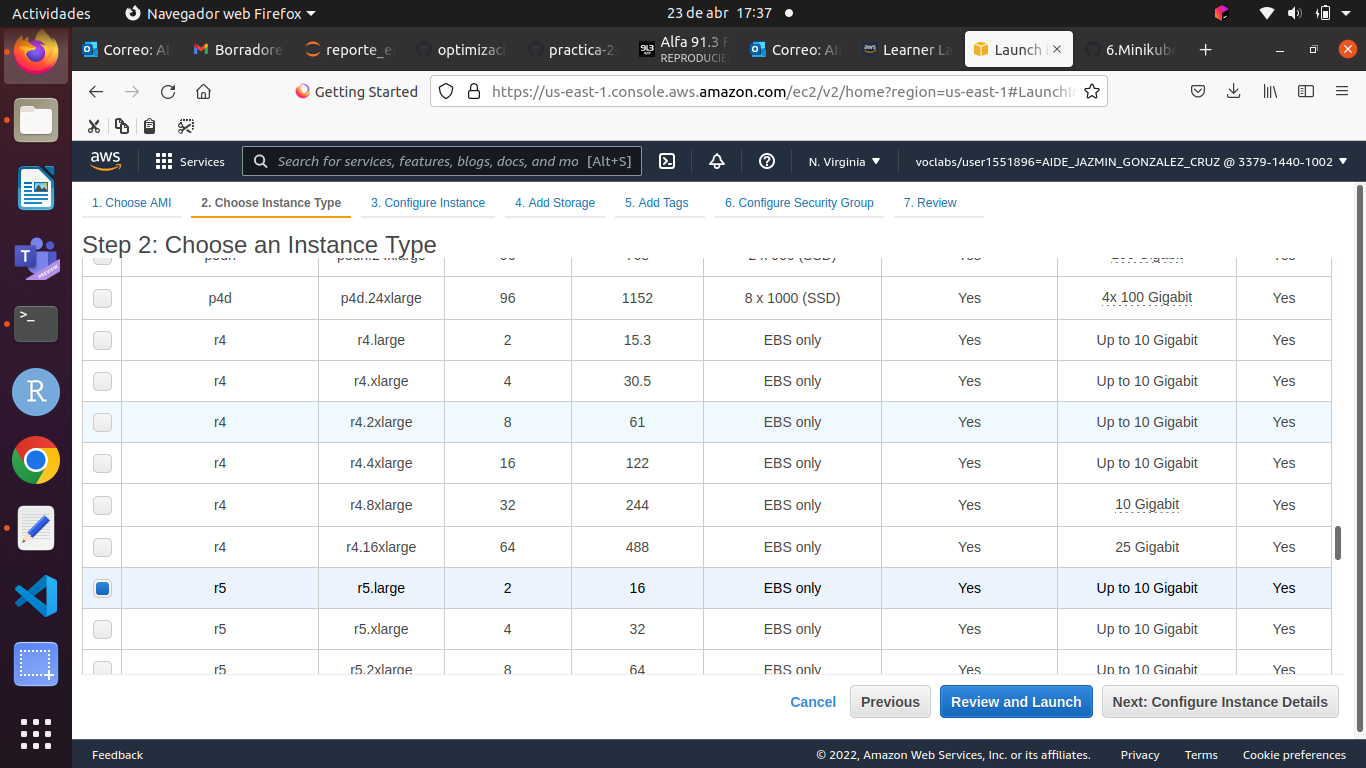 Actividades Navegador web Firefox 23 de abr 17:37
Correo: Al Borradore reporte_e optimizaci practica-2- Alfa 91.3 F Correo: Al Learner La Launch i 6.Minikub
REPRODUCIE
Getting Started https://us-east-1.console.aws.amazon.com/ec2/v2/home?region=us-east-1#LaunchIn
aws Services Search for services, features, blogs, docs, and mo [Alt+S] N. Virginia voclabs/user1551896=AIDE_JAZMIN_GONZALEZ_CRUZ @ 3379-1440-1002
1. Choose AMI 2. Choose Instance Type 3. Configure Instance 4. Add Storage 5. Add Tags 6. Configure Security Group 7. Review
Step 2: Choose an Instance Type
p4d p4d.24xlarge 96 1152 8 x 1000 (SSD) Yes 4x 100 Gigabit Yes
r4 r4.large 2 15.3 EBS only Yes Up to 10 Gigabit Yes
r4 r4.xlarge 4 30.5 EBS only Yes Up to 10 Gigabit Yes
r4 r4.2xlarge 8 61 EBS only Yes Up to 10 Gigabit Yes
r4 r4.4xlarge 16 122 EBS only Yes Up to 10 Gigabit Yes
r4 r4.8xlarge 32 244 EBS only Yes 10 Gigabit Yes
r4 r4.16xlarge 64 488 EBS only Yes 25 Gigabit Yes
r5 r5.large 2 16 EBS only Yes Up to 10 Gigabit Yes
r5 r5.xlarge 4 32 EBS only Yes Up to 10 Gigabit Yes
r5 r5.2xlarge 8 64 EBS only Yes Up to 10 Gigabit Yes
Cancel Previous Review and Launch Next: Configure Instance Details
Feedback © 2022, Amazon Web Services, Inc. or its affiliates. Privacy Terms Cookie preferences